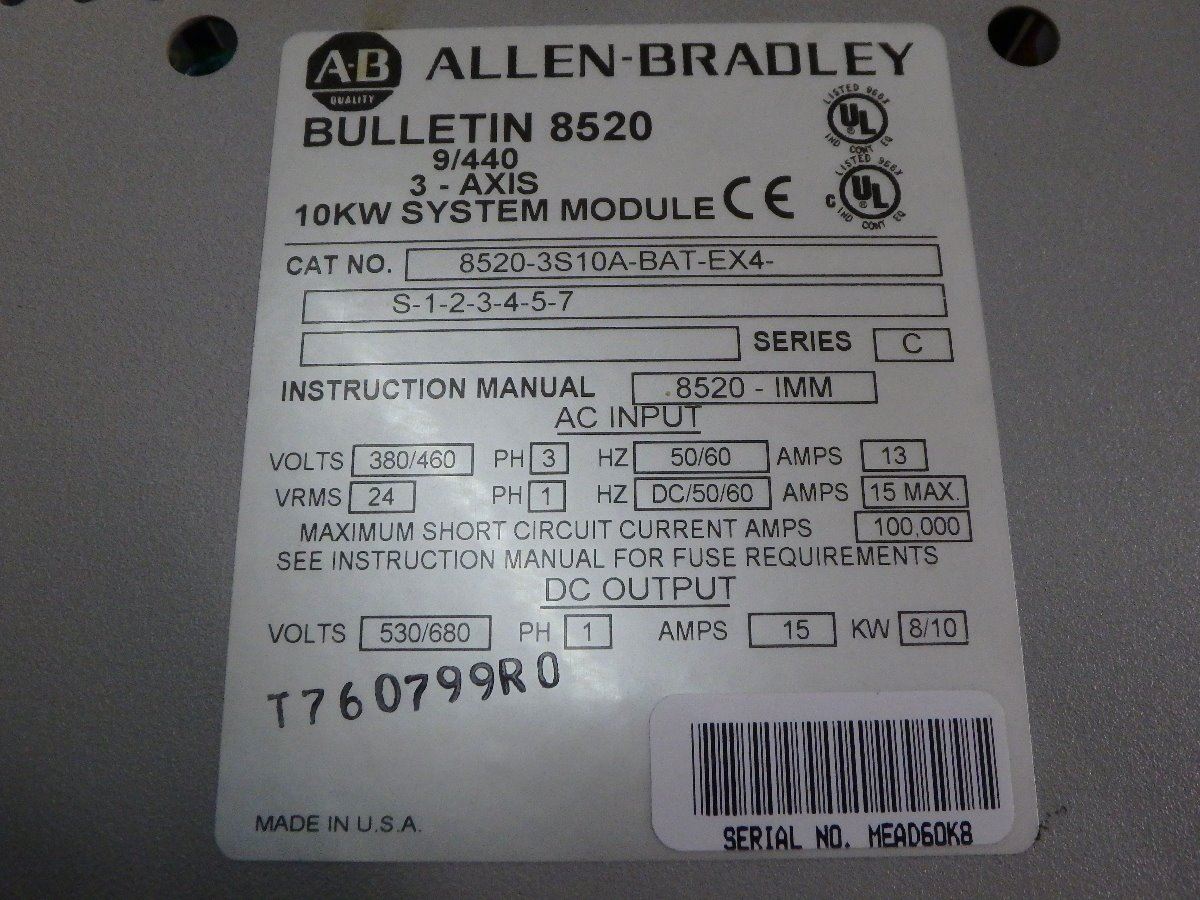 A-B QUALITY ALLEN-BRADLEY
BULLETIN 8520
9/440
3 - AXIS
10KW SYSTEM MODULE CE
LISTED 966X
UL ®
IND CONT EQ
LISTED 966X
C UL ®
IND CONT EQ
CAT NO. 8520-3S10A-BAT-EX4-
S-1-2-3-4-5-7
SERIES C
INSTRUCTION MANUAL 8520 - IMM
AC INPUT
VOLTS 380/460 PH 3 HZ 50/60 AMPS 13
VRMS 24 PH 1 HZ DC/50/60 AMPS 15 MAX.
MAXIMUM SHORT CIRCUIT CURRENT AMPS 100,000
SEE INSTRUCTION MANUAL FOR FUSE REQUIREMENTS
DC OUTPUT
VOLTS 530/680 PH 1 AMPS 15 KW 8/10
T760799R0
MADE IN U.S.A.
SERIAL NO. MEAD60K8